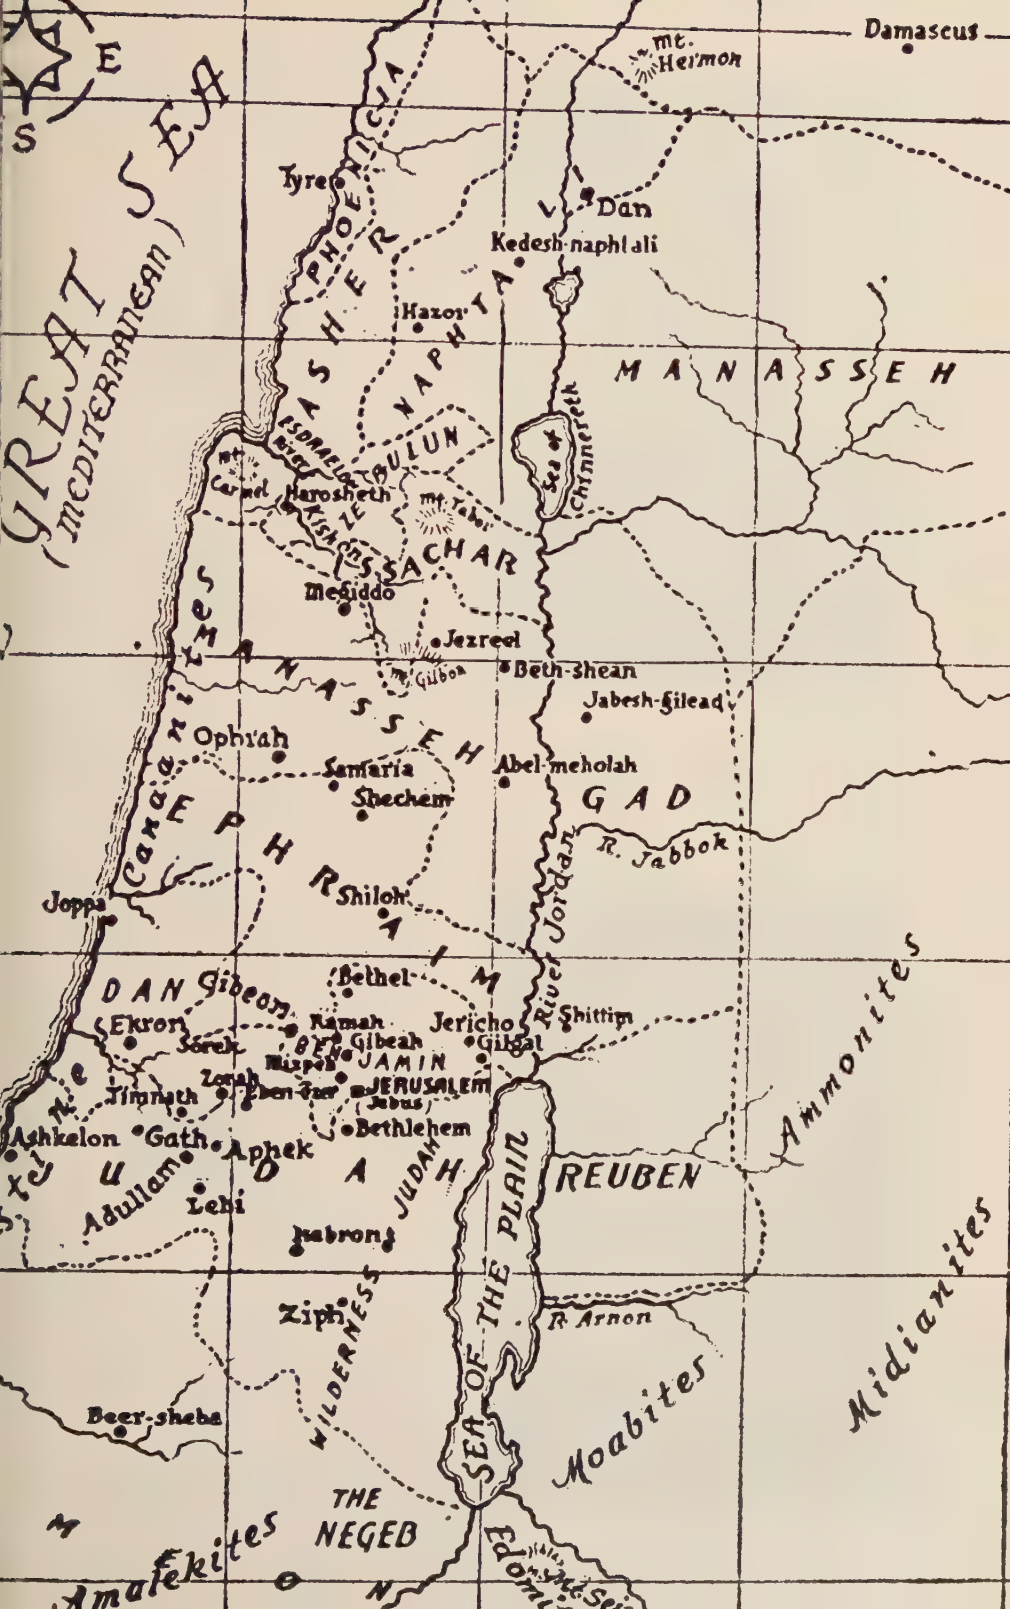 Damascus
mt.
Hermon
E
S
GREAT SEA
(MEDITERRANEAN)
PHOENICIA
Tyre
Dan
Kedesh-naphtali
ASHER
NAPHTALI
Hazor
MANASSEH
ZEBULUN
ESDRAELON
River
Kishon
mt.
Carmel
Harosheth
Mt. Tabor
Sea of
Chinnereth
ISSACHAR
Megiddo
Jezreel
mt Gilboa
Beth-shean
Jabesh-gilead
Canaanites
MANASSEH
Ophrah
Samaria
Shechem
Abel-meholah
GAD
R. Jabbok
River Jordan
EPHRAIM
Joppa
Shiloh
DAN
Gibeon
Bethel
Ekron
Sorek
Ramah
Gibeah
Mizpeh
BENJAMIN
Jericho
Gilgal
Shittim
Ammonites
Zorah
Timnath
Eben-ezer
JERUSALEM
(Jebus)
Ashkelon
Gath
Aphek
Bethlehem
UDAH
Adullam
Lehi
REUBEN
SEA OF THE PLAIN
WILDERNESS
JUDAH
Ziph
R. Arnon
Midianites
Moabites
Beer-sheba
THE
NEGEB
M
Amalekites
O
N